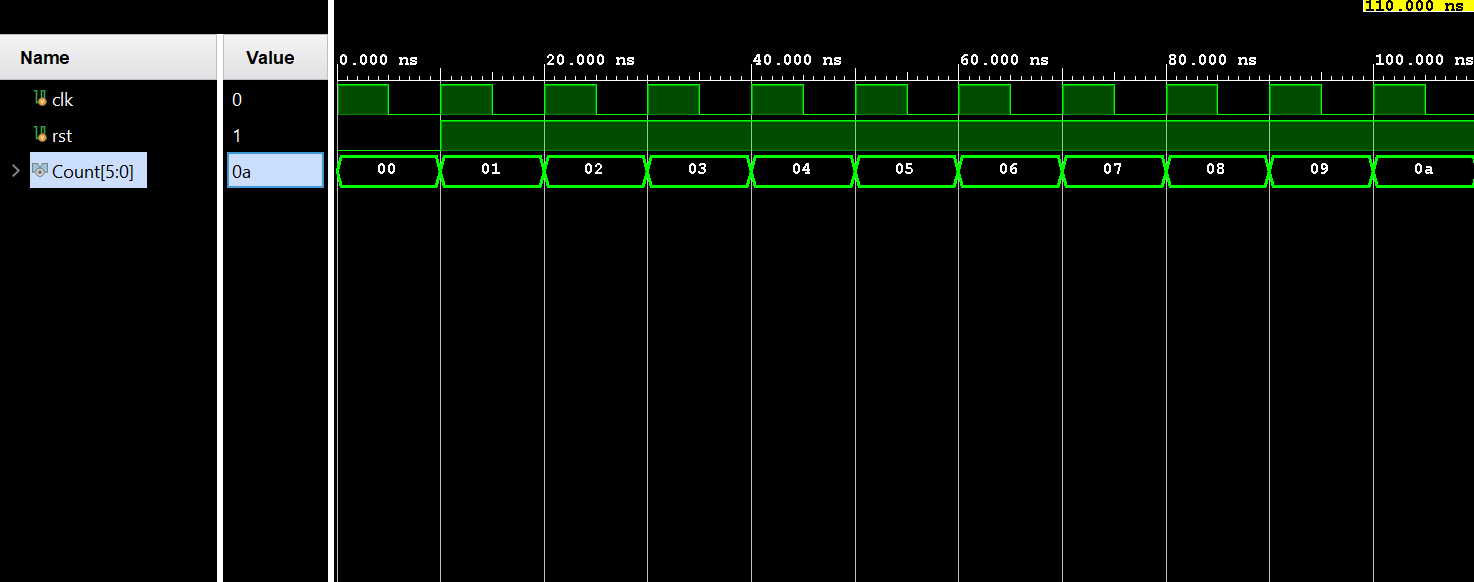 110.000 ns
Name Value
0.000 ns 20.000 ns 40.000 ns 60.000 ns 80.000 ns 100.000 ns
clk 0
rst 1
Count[5:0] 0a 00 01 02 03 04 05 06 07 08 09 0a